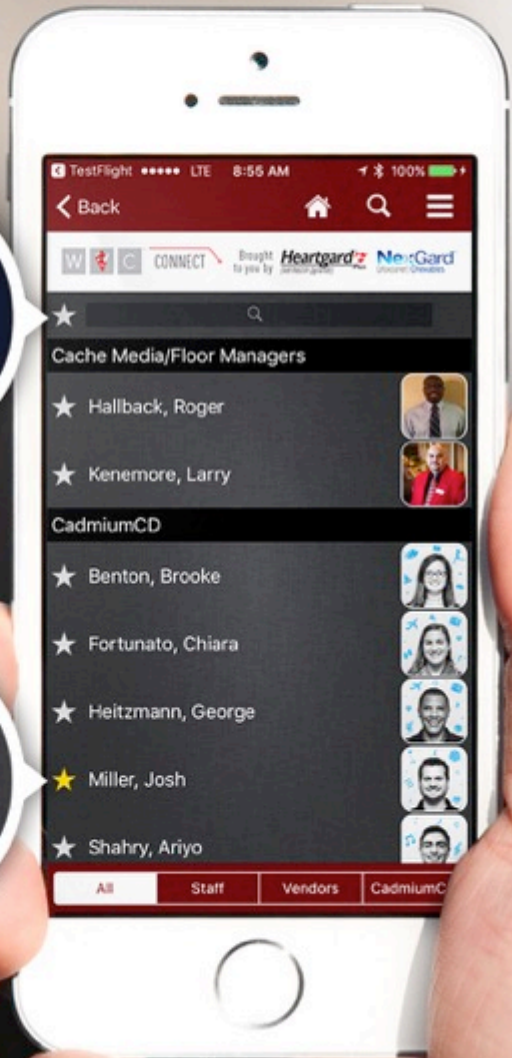 TestFlight LTE 8:55 AM 100%
Back
W C CONNECT Brought to you by Heartgard Plus NexGard
Cache Media/Floor Managers
Hallback, Roger
Kenemore, Larry
CadmiumCD
Benton, Brooke
Fortunato, Chiara
Heitzmann, George
Miller, Josh
Shahry, Ariyo
All Staff Vendors CadmiumC